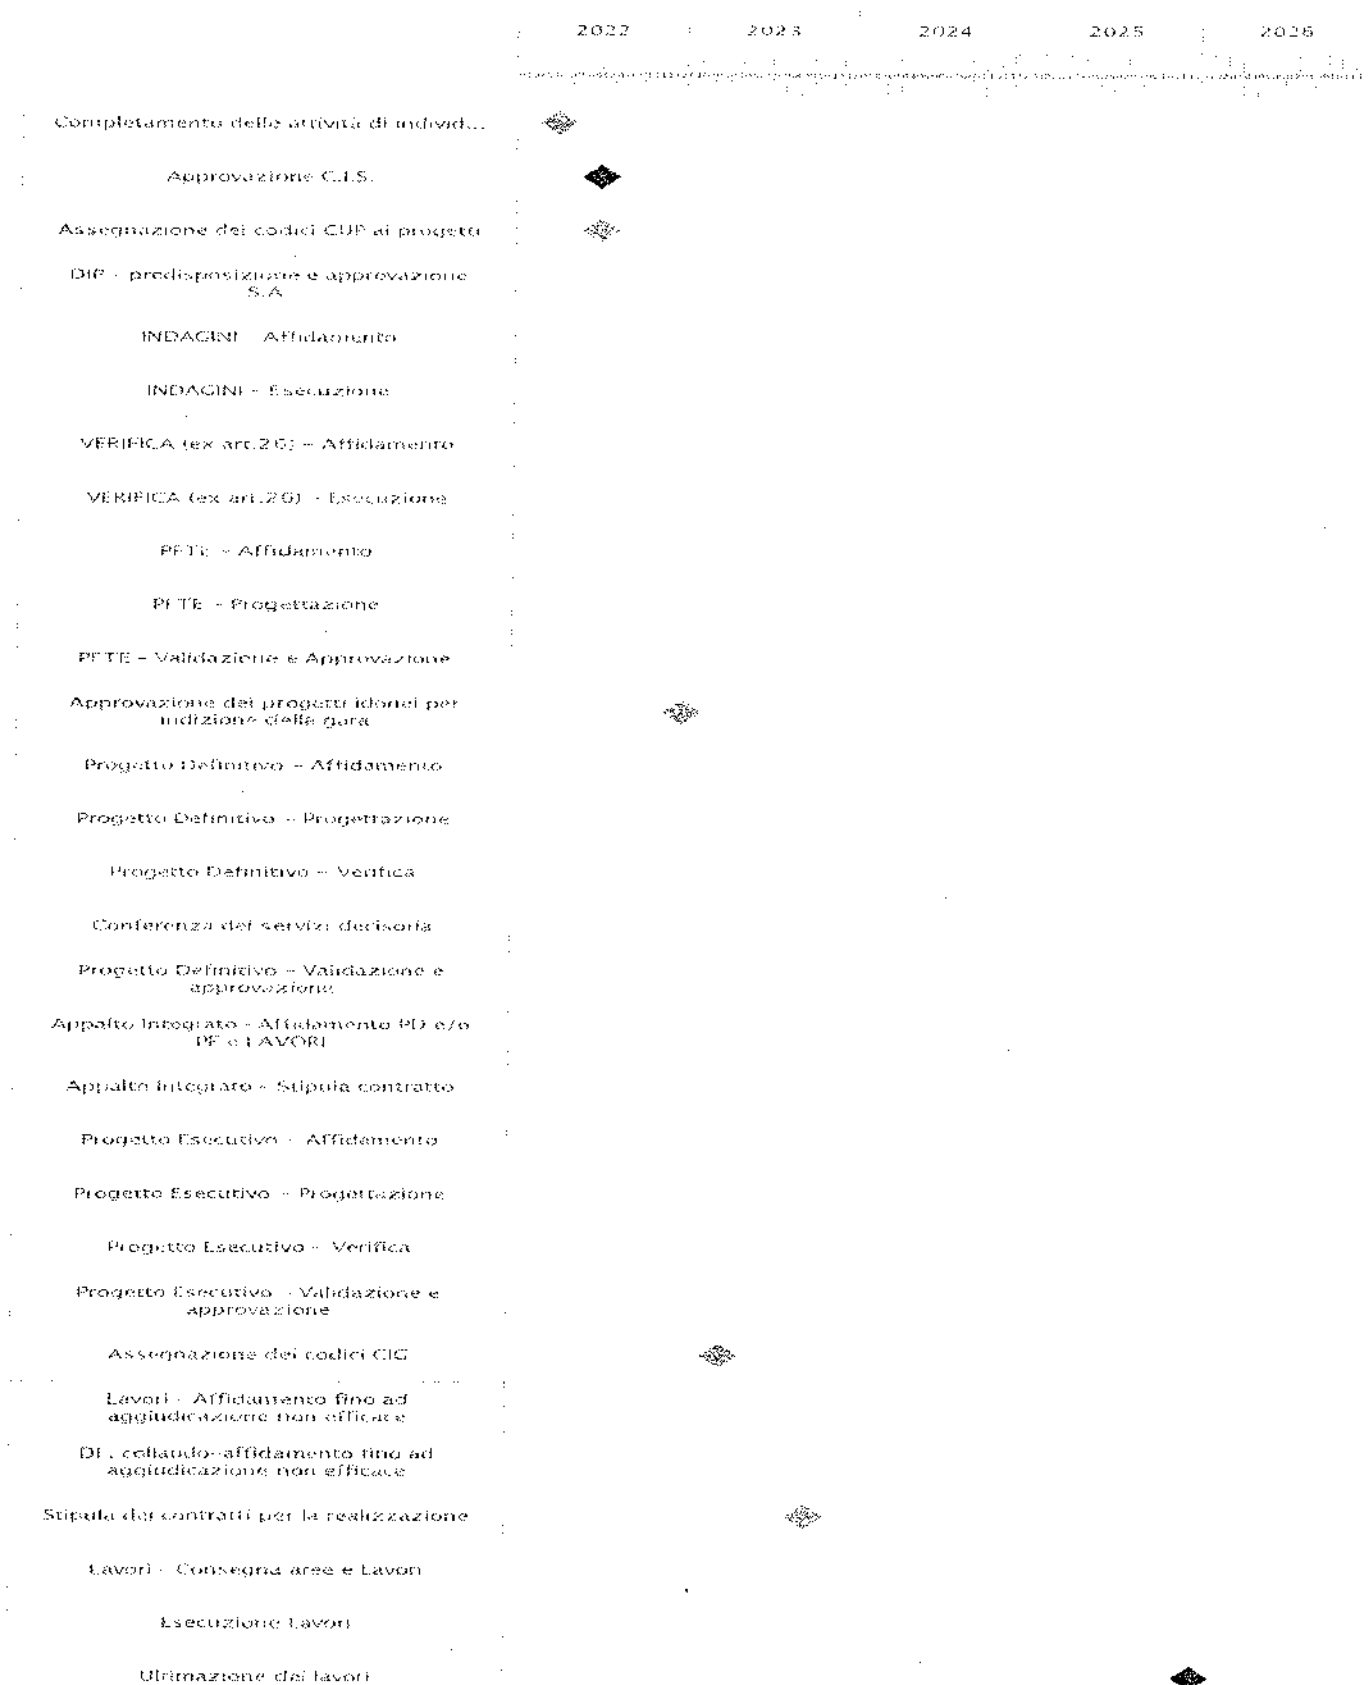 2022 2023 2024 2025 2026
Completamento delle attività di individ...
Approvazione C.I.S.
Assegnazione dei codici CUP ai progetti
DIP - predisposizione e approvazione
S.A
INDAGINI - Affidamento
INDAGINI - Esecuzione
VERIFICA (ex art.26) - Affidamento
VERIFICA (ex art.26) - Esecuzione
PFTE - Affidamento
PFTE - Progettazione
PFTE - Validazione e Approvazione
Approvazione dei progetti idonei per
indizione della gara
Progetto Definitivo - Affidamento
Progetto Definitivo - Progettazione
Progetto Definitivo - Verifica
Conferenza dei servizi decisoria
Progetto Definitivo - Validazione e
approvazione
Appalto Integrato - Affidamento PD e/o
PE e LAVORI
Appalto Integrato - Stipula contratto
Progetto Esecutivo - Affidamento
Progetto Esecutivo - Progettazione
Progetto Esecutivo - Verifica
Progetto Esecutivo - Validazione e
approvazione
Assegnazione dei codici CIG
Lavori - Affidamento fino ad
aggiudicazione non efficace
DL, collaudo-affidamento fino ad
aggiudicazione non efficace
Stipula dei contratti per la realizzazione
Lavori - Consegna aree e Lavori
Esecuzione Lavori
Ultimazione dei lavori